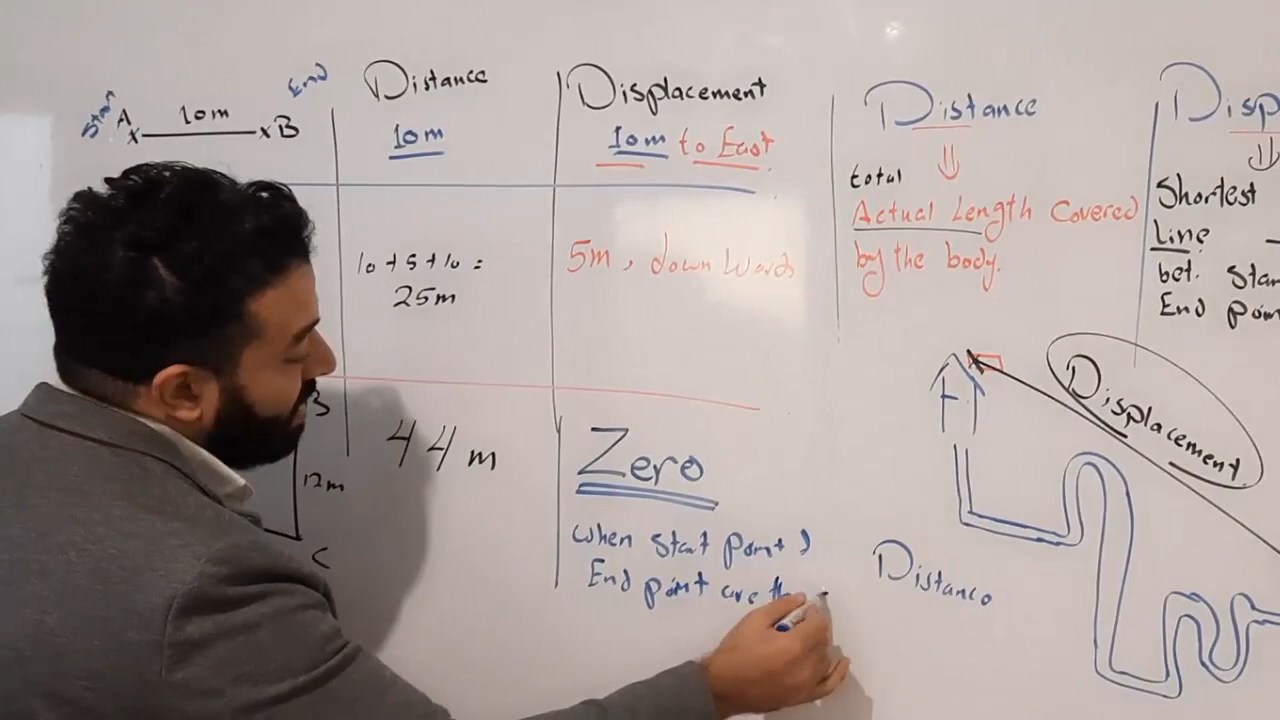 Start A 10m B End
Distance
Displacement
10m
10m to East
10 + 5 + 10 =
25m
5m, down words
B
12m
C
44 m
Zero
When start point &
End point are th
Distance
total
Actual Length Covered
by the body.
Disp
Shortest
Line
bet. Star
End poin
Displacement
Distance